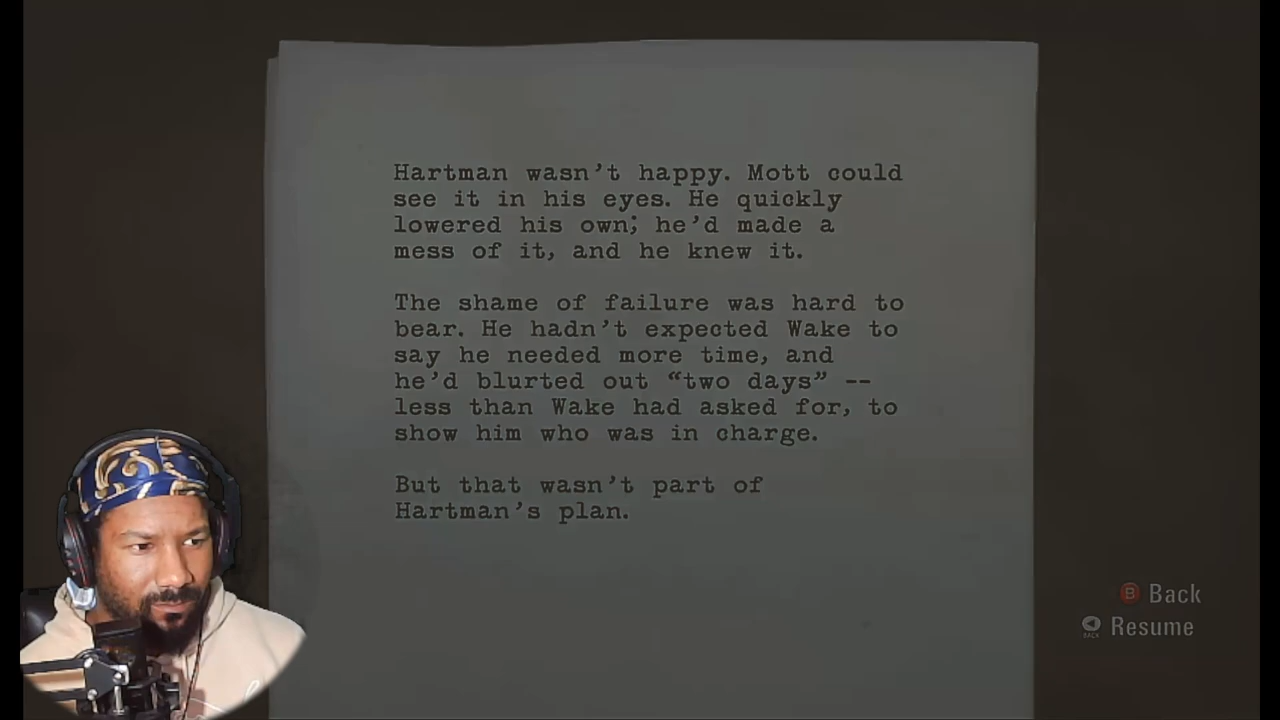 Hartman wasn't happy. Mott could
see it in his eyes. He quickly
lowered his own; he'd made a
mess of it, and he knew it.
The shame of failure was hard to
bear. He hadn't expected Wake to
say he needed more time, and
he'd blurted out “two days” --
less than Wake had asked for, to
show him who was in charge.
But that wasn't part of
Hartman's plan.
B Back
BACK Resume